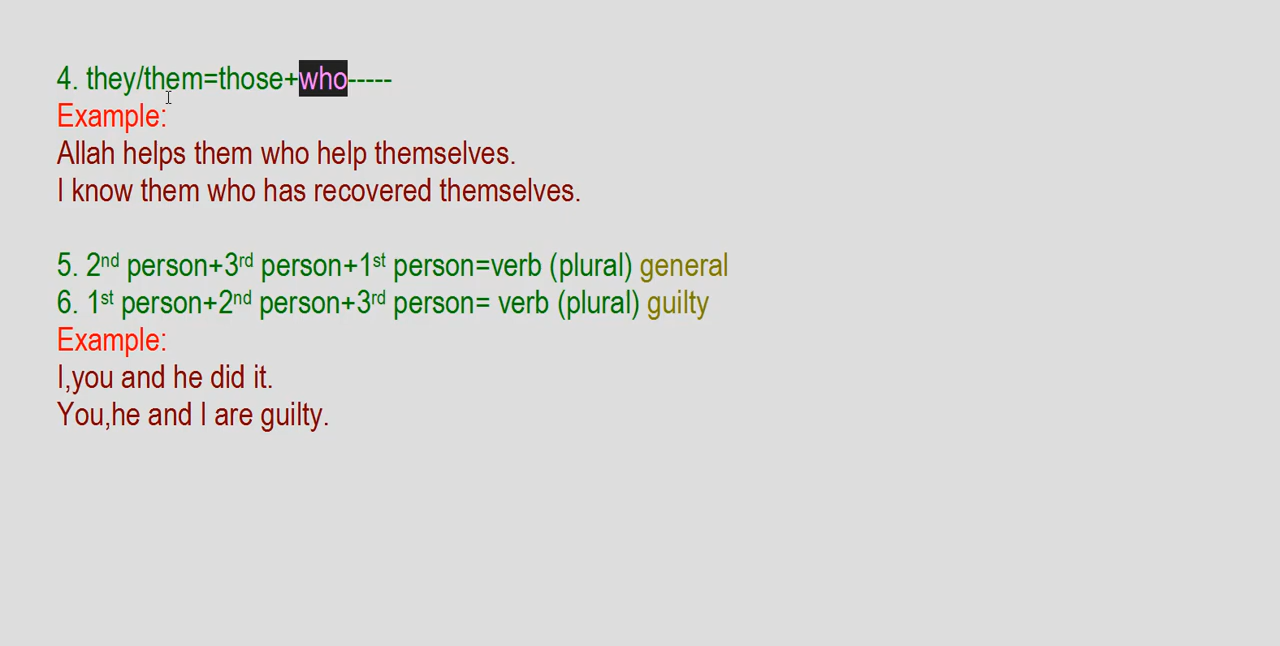 4. they/them=those+who-----
Example:
Allah helps them who help themselves.
I know them who has recovered themselves.
5. 2nd person+3rd person+1st person=verb (plural) general
6. 1st person+2nd person+3rd person= verb (plural) guilty
Example:
I,you and he did it.
You,he and I are guilty.